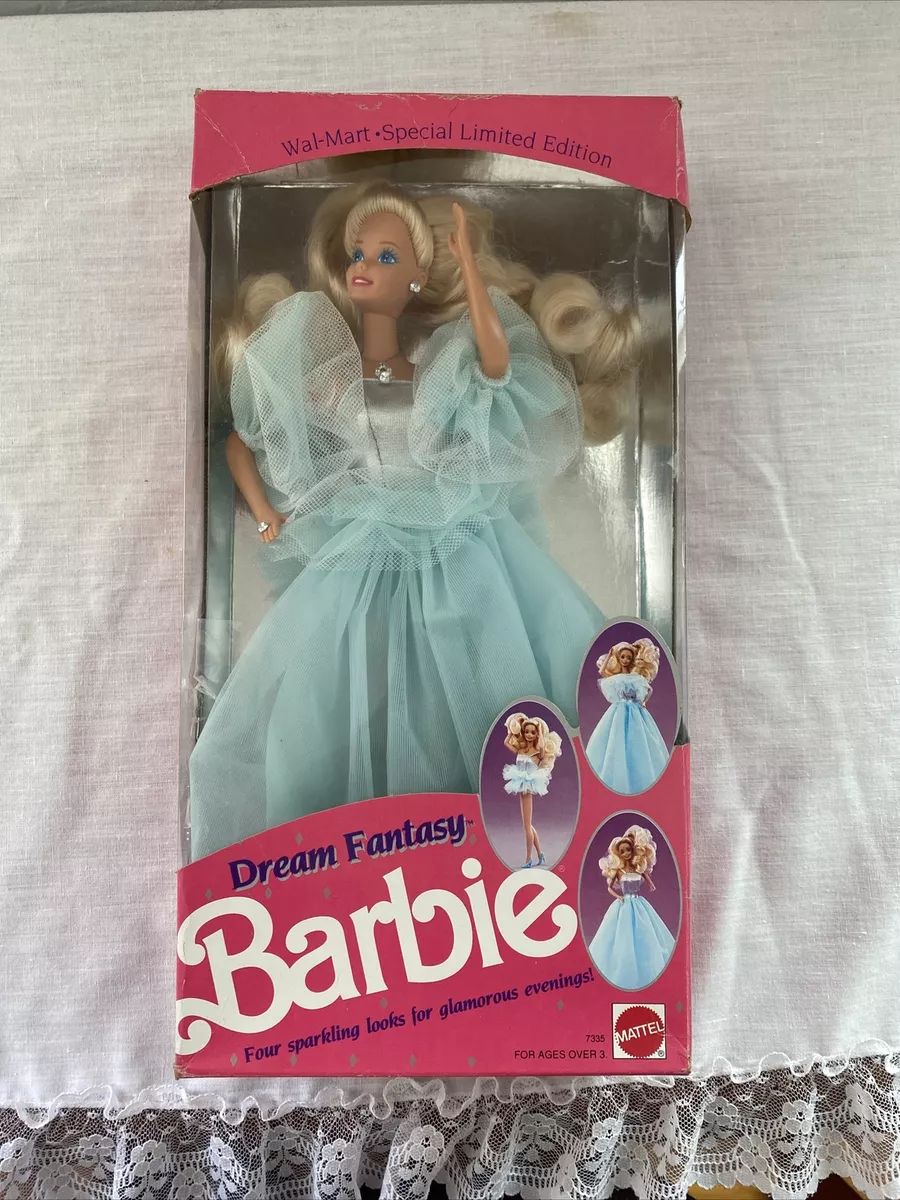 Wal-Mart • Special Limited Edition
Dream Fantasy™
Barbie®
Four sparkling looks for glamorous evenings!
7335
FOR AGES OVER 3.
MATTEL®